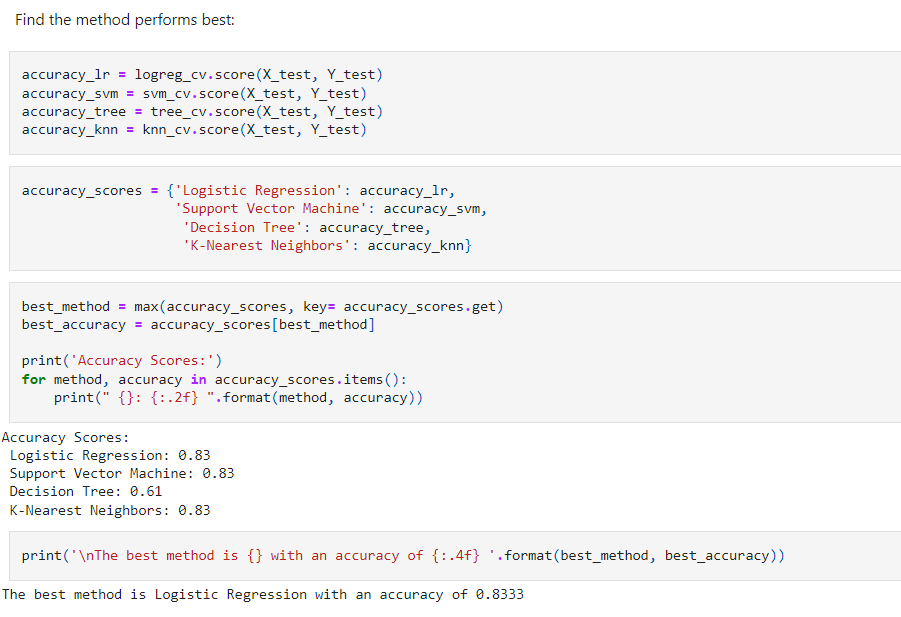 Find the method performs best:
accuracy_lr = logreg_cv.score(X_test, Y_test)
accuracy_svm = svm_cv.score(X_test, Y_test)
accuracy_tree = tree_cv.score(X_test, Y_test)
accuracy_knn = knn_cv.score(X_test, Y_test)
accuracy_scores = {'Logistic Regression': accuracy_lr,
                   'Support Vector Machine': accuracy_svm,
                    'Decision Tree': accuracy_tree,
                    'K-Nearest Neighbors': accuracy_knn}
best_method = max(accuracy_scores, key= accuracy_scores.get)
best_accuracy = accuracy_scores[best_method]
print('Accuracy Scores:')
for method, accuracy in accuracy_scores.items():
    print(" {}: {:.2f} ".format(method, accuracy))
Accuracy Scores:
 Logistic Regression: 0.83
 Support Vector Machine: 0.83
 Decision Tree: 0.61
 K-Nearest Neighbors: 0.83
print('\nThe best method is {} with an accuracy of {:.4f} '.format(best_method, best_accuracy))
The best method is Logistic Regression with an accuracy of 0.8333